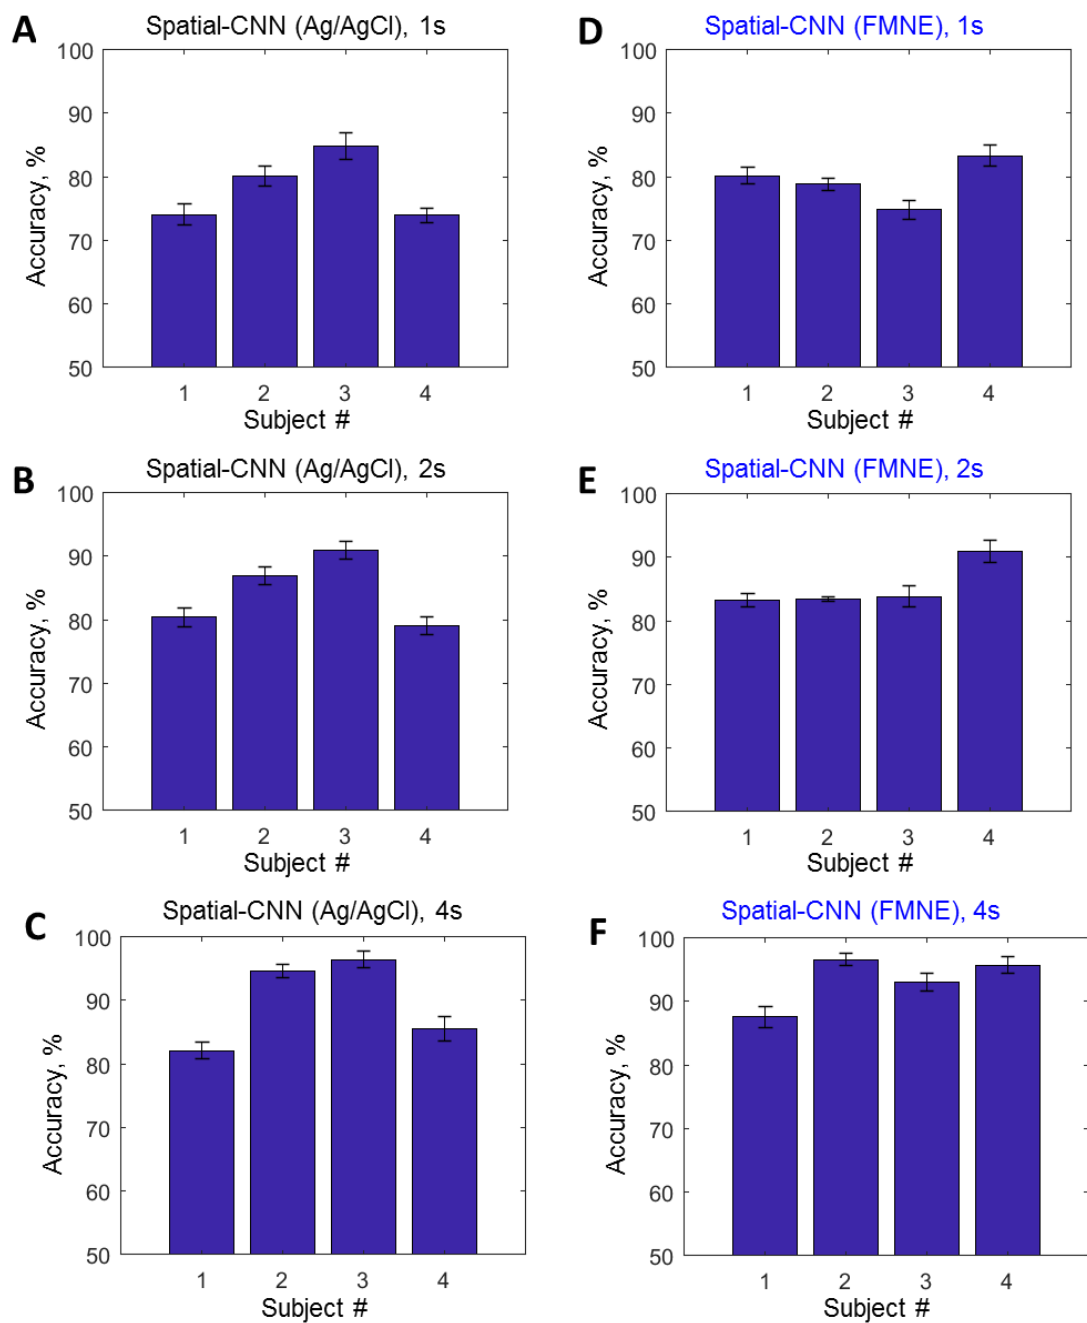 A
Spatial-CNN (Ag/AgCl), 1s
100
90
80
70
60
50
Accuracy, %
1 2 3 4
Subject #
D
Spatial-CNN (FMNE), 1s
100
90
80
70
60
50
Accuracy, %
1 2 3 4
Subject #
B
Spatial-CNN (Ag/AgCl), 2s
100
90
80
70
60
50
Accuracy, %
1 2 3 4
Subject #
E
Spatial-CNN (FMNE), 2s
100
90
80
70
60
50
Accuracy, %
1 2 3 4
Subject #
C
Spatial-CNN (Ag/AgCl), 4s
100
90
80
70
60
50
Accuracy, %
1 2 3 4
Subject #
F
Spatial-CNN (FMNE), 4s
100
90
80
70
60
50
Accuracy, %
1 2 3 4
Subject #